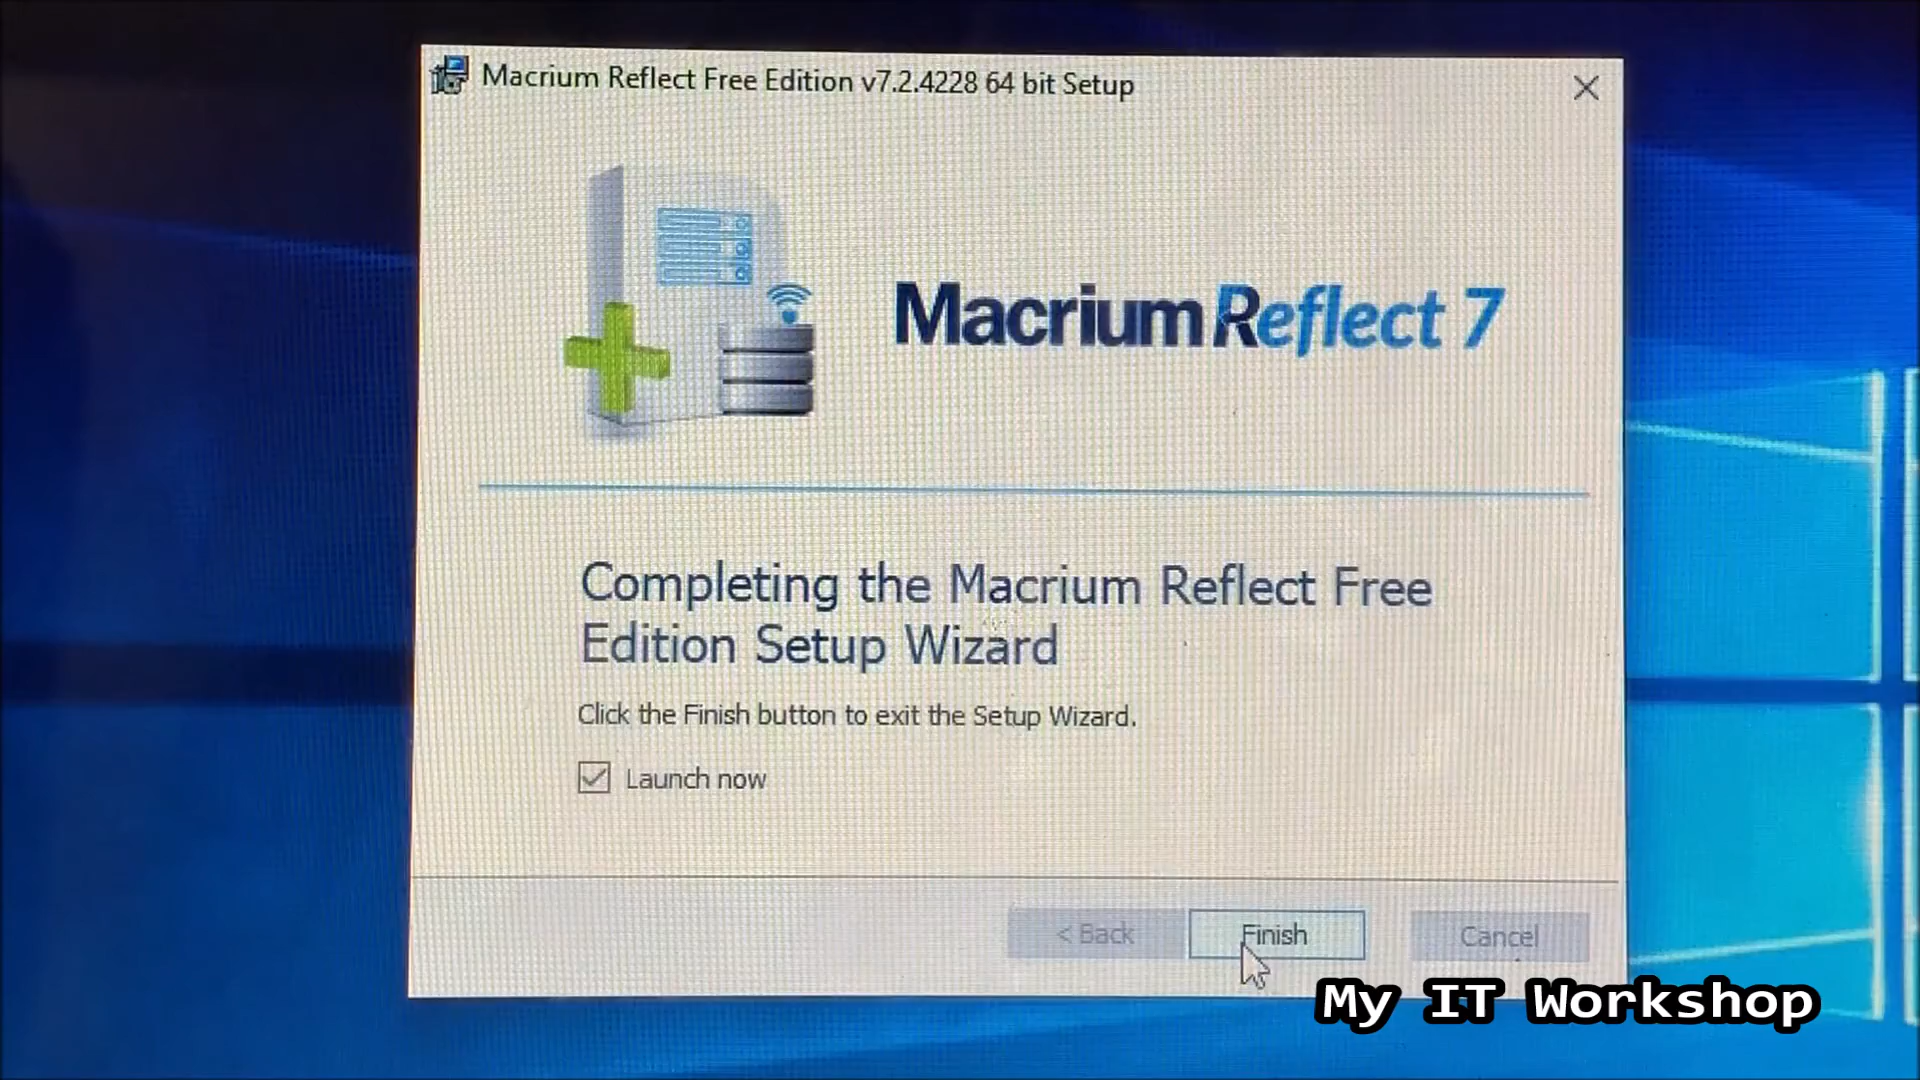 Macrium Reflect Free Edition v7.2.4228 64 bit Setup
Macrium Reflect 7
Completing the Macrium Reflect Free
Edition Setup Wizard
Click the Finish button to exit the Setup Wizard.
Launch now
< Back
Finish
Cancel
My IT Workshop